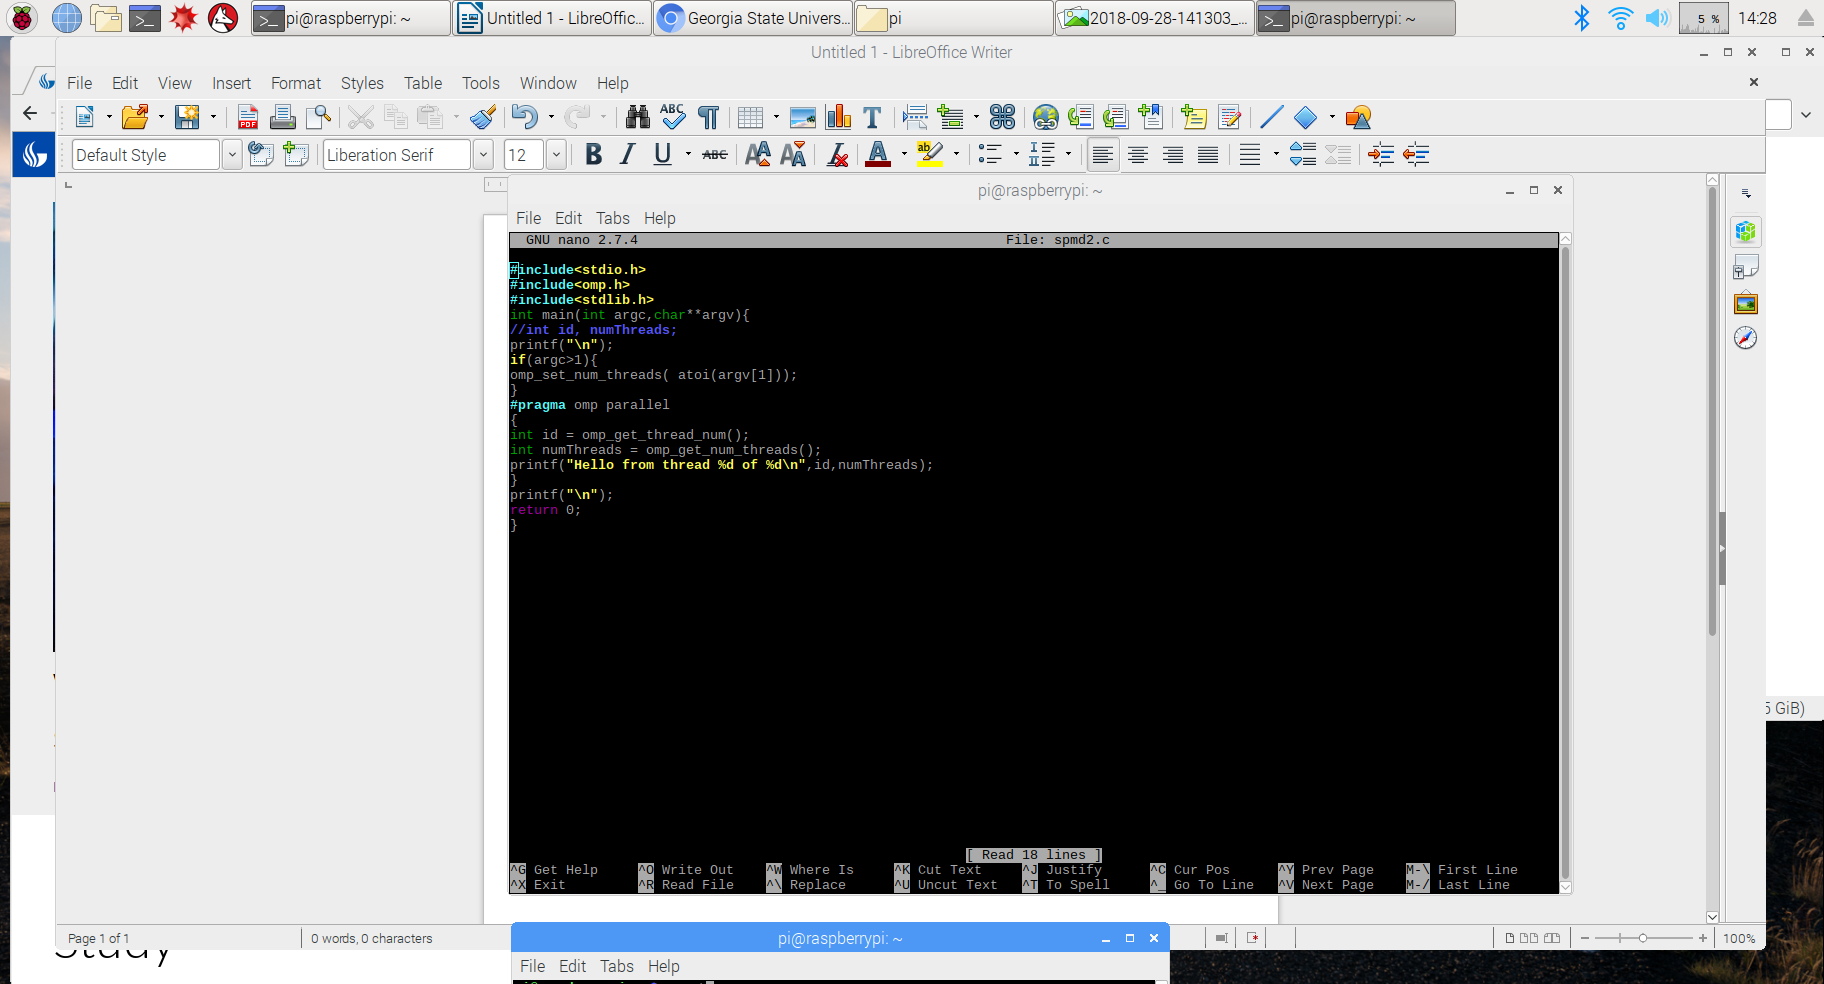 pi@raspberrypi: ~
Untitled 1 - LibreOffic...
Georgia State Univers...
pi
2018-09-28-141303_...
pi@raspberrypi: ~
5 %
14:28
Untitled 1 - LibreOffice Writer
File Edit View Insert Format Styles Table Tools Window Help
Default Style
Liberation Serif
12
pi@raspberrypi: ~
File Edit Tabs Help
GNU nano 2.7.4 File: spmd2.c
#include<stdio.h>
#include<omp.h>
#include<stdlib.h>
int main(int argc,char**argv){
//int id, numThreads;
printf("\n");
if(argc>1){
omp_set_num_threads( atoi(argv[1]));
}
#pragma omp parallel
{
int id = omp_get_thread_num();
int numThreads = omp_get_num_threads();
printf("Hello from thread %d of %d\n",id,numThreads);
}
printf("\n");
return 0;
}
5 GiB)
[ Read 18 lines ]
^G Get Help ^O Write Out ^W Where Is ^K Cut Text ^J Justify ^C Cur Pos ^Y Prev Page M-\ First Line
^X Exit ^R Read File ^\ Replace ^U Uncut Text ^T To Spell ^_ Go To Line ^V Next Page M-/ Last Line
Page 1 of 1
0 words, 0 characters
100%
Study
pi@raspberrypi: ~
File Edit Tabs Help